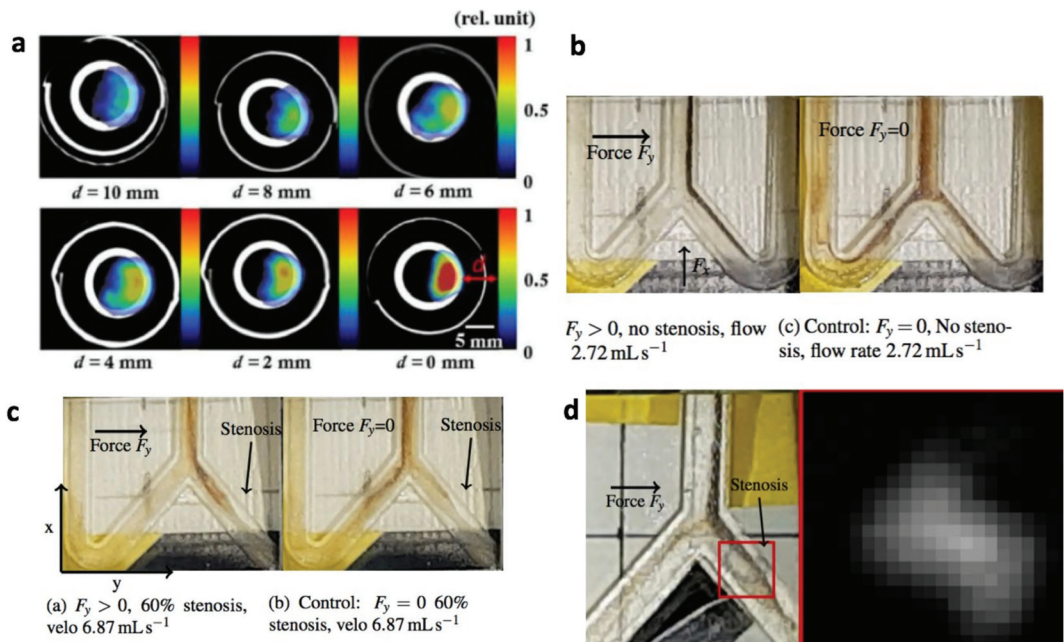 (rel. unit)
a
1
0.5
0
d = 10 mm
d = 8 mm
d = 6 mm
1
0.5
0
d
5 mm
d = 4 mm
d = 2 mm
d = 0 mm
b
Force Fy
Fx
Force Fy=0
Fy > 0, no stenosis, flow
2.72 mL s−1
(c) Control: Fy = 0, No steno-
sis, flow rate 2.72 mL s−1
c
Force Fy
Stenosis
x
y
Force Fy=0
Stenosis
(a) Fy > 0, 60% stenosis,
velo 6.87 mL s−1
(b) Control: Fy = 0 60%
stenosis, velo 6.87 mL s−1
d
Force Fy
Stenosis